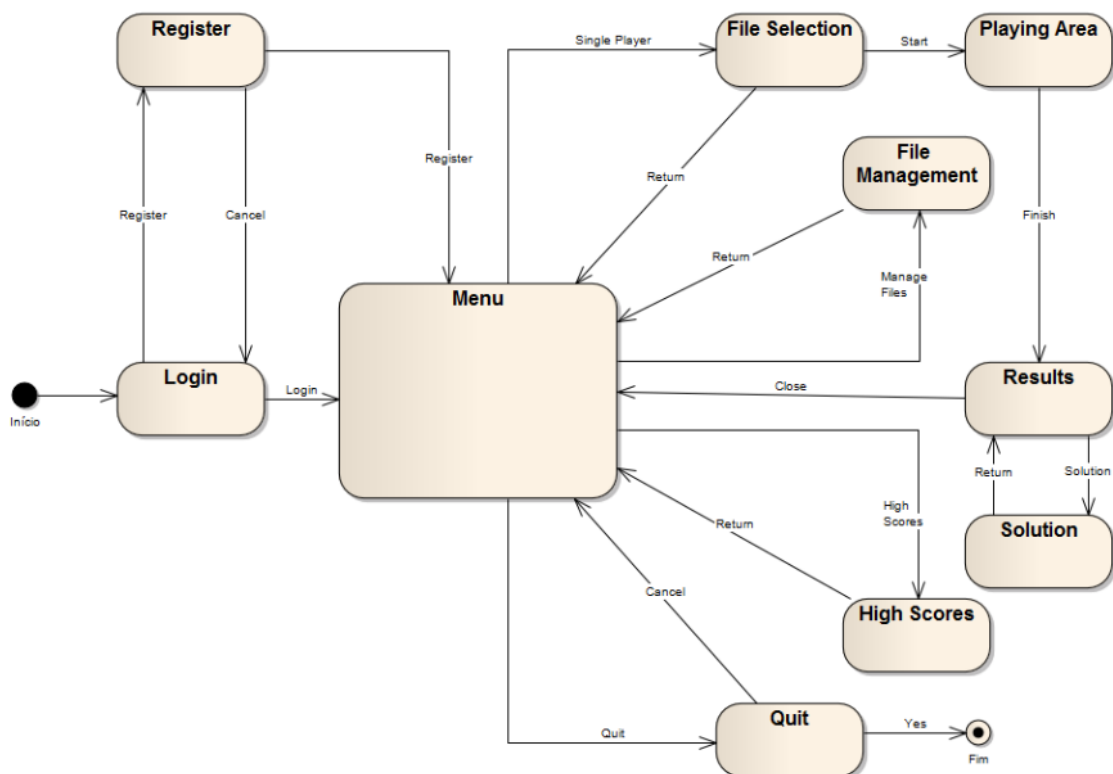 Register
File Selection
Playing Area
Single Player
Start
File
Management
Register
Return
Register
Cancel
Finish
Return
Manage
Files
Menu
Login
Results
Login
Close
Início
Return
Solution
High
Scores
Return
Solution
Cancel
High Scores
Quit
Quit
Yes
Fim